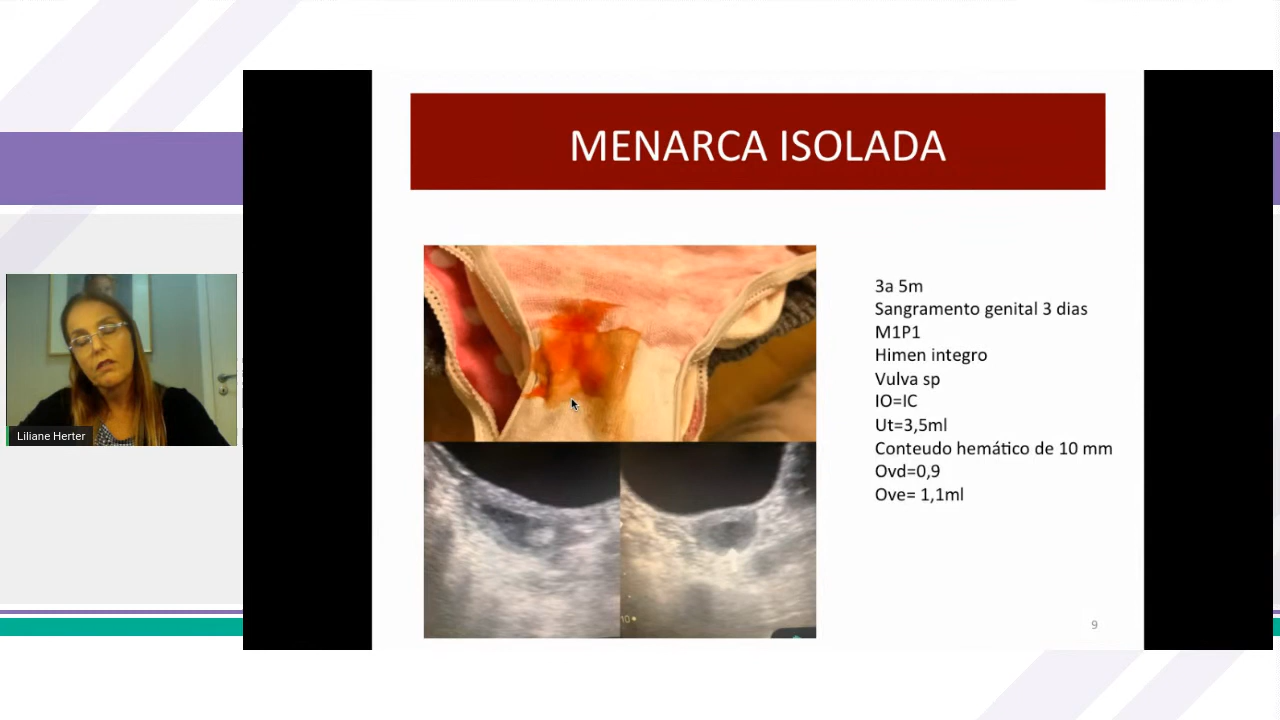 MENARCA ISOLADA
3a 5m
Sangramento genital 3 dias
M1P1
Himen integro
Vulva sp
IO=IC
Ut=3,5ml
Conteudo hemático de 10 mm
Ovd=0,9
Ove= 1,1ml
Liliane Herter
10
9